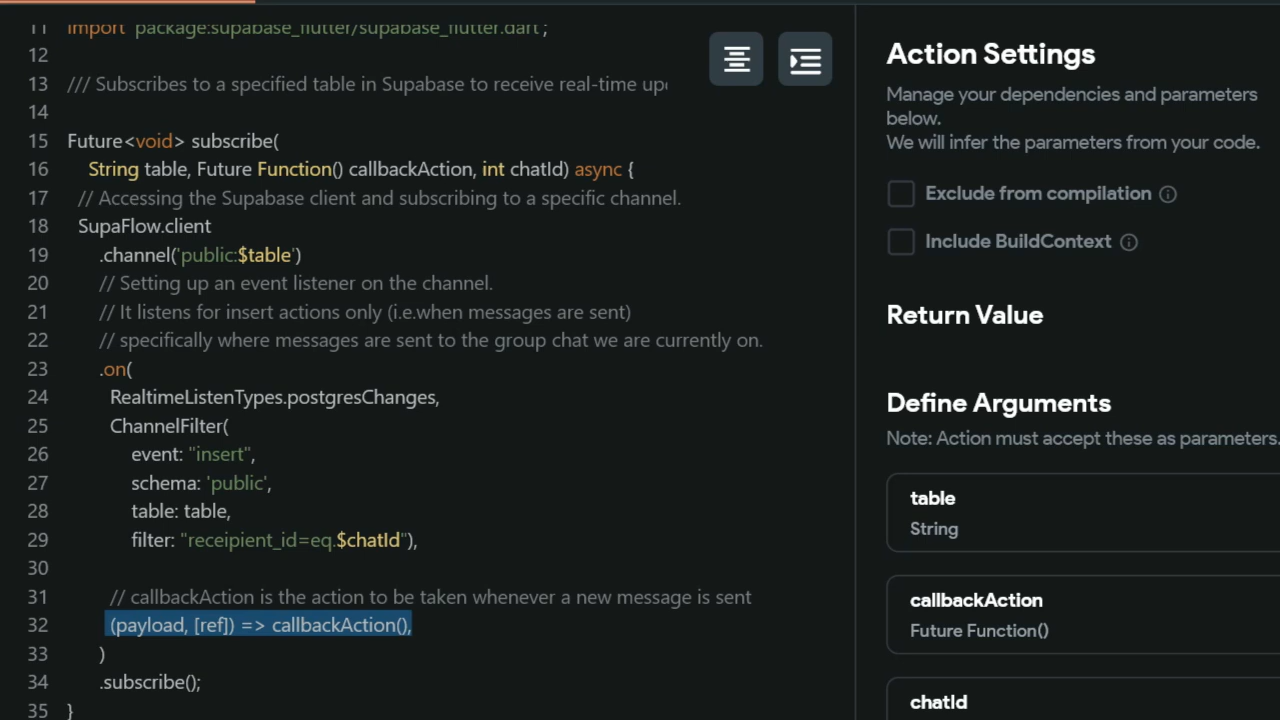 11 import 'package:supabase_flutter/supabase_flutter.dart';
12
13 /// Subscribes to a specified table in Supabase to receive real-time upd
14
15 Future<void> subscribe(
16 String table, Future Function() callbackAction, int chatId) async {
17 // Accessing the Supabase client and subscribing to a specific channel.
18 SupaFlow.client
19 .channel('public:$table')
20 // Setting up an event listener on the channel.
21 // It listens for insert actions only (i.e.when messages are sent)
22 // specifically where messages are sent to the group chat we are currently on.
23 .on(
24 RealtimeListenTypes.postgresChanges,
25 ChannelFilter(
26 event: "insert",
27 schema: 'public',
28 table: table,
29 filter: "receipient_id=eq.$chatId"),
30
31 // callbackAction is the action to be taken whenever a new message is sent
32 (payload, [ref]) => callbackAction(),
33 )
34 .subscribe();
35 }
Action Settings
Manage your dependencies and parameters
below.
We will infer the parameters from your code.
Exclude from compilation
Include BuildContext
Return Value
Define Arguments
Note: Action must accept these as parameters.
table
String
callbackAction
Future Function()
chatId